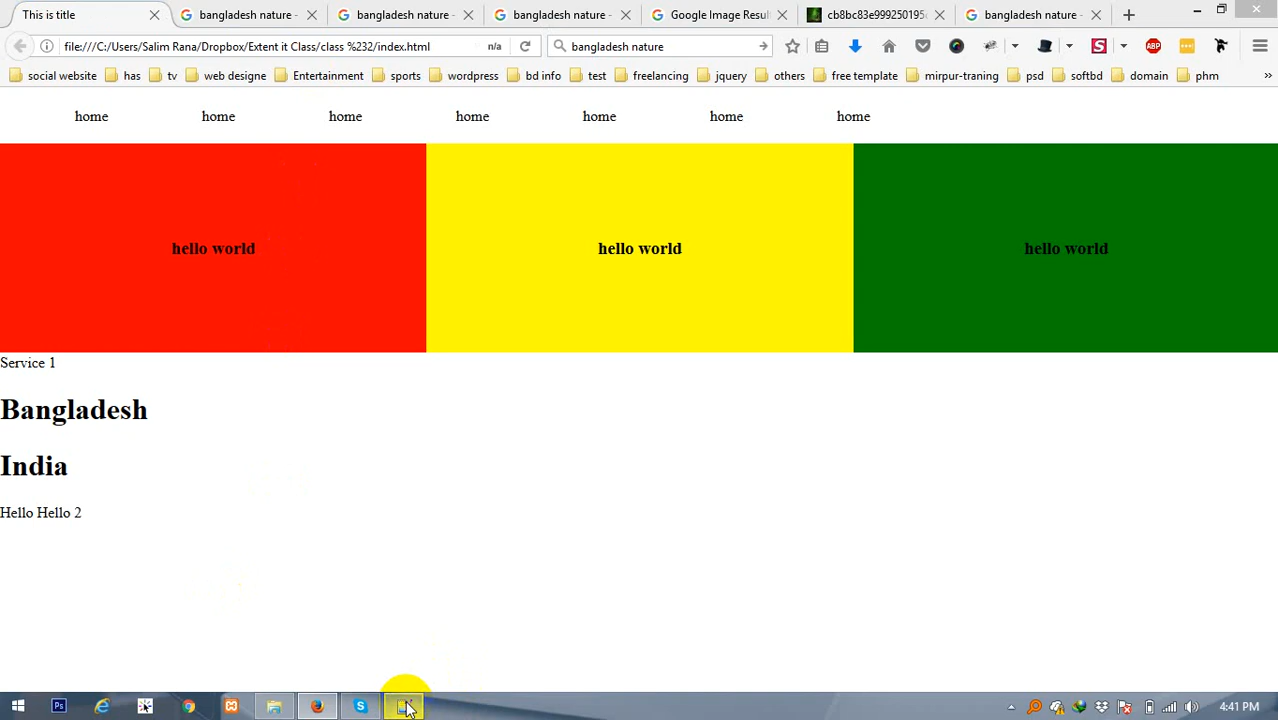 This is title
bangladesh nature -
bangladesh nature -
bangladesh nature -
Google Image Resul
cb8bc83e999250195c
bangladesh nature -
file:///C:/Users/Salim Rana/Dropbox/Extent it Class/class %232/index.html
n/a
bangladesh nature
social website has tv web designe Entertainment sports wordpress bd info test freelancing jquery others free template mirpur-traning psd softbd domain phm »
home home home home home home home
hello world hello world hello world
Service 1
Bangladesh
India
Hello Hello 2
4:41 PM